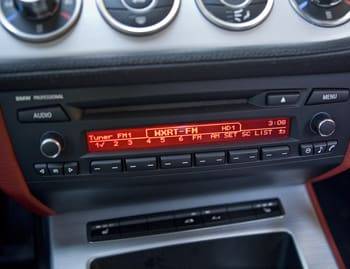 BMW PROFESSIONAL
AUDIO
MENU
3:08
Tuner FM1 WXRT-FM HD1
1/ 2 3 4 5 6 FM AM SET SC LIST